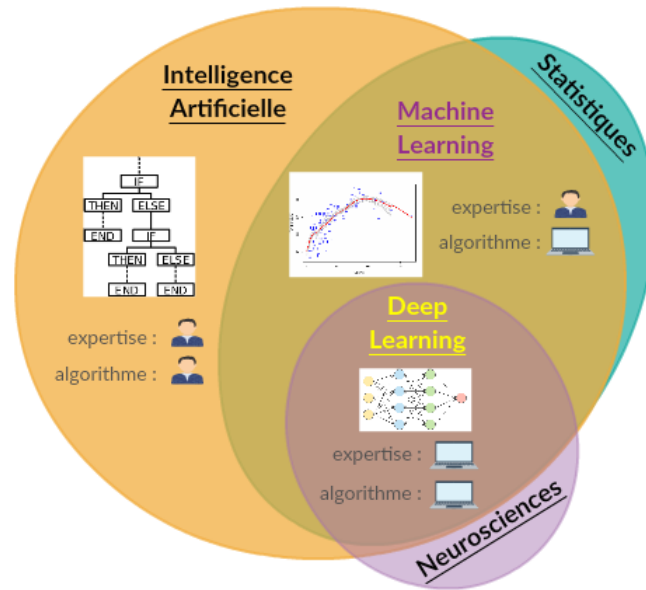 Intelligence
Artificielle
Statistiques
Machine
Learning
IF
THEN ELSE
END IF
THEN ELSE
END END
expertise :
algorithme :
expertise :
algorithme :
Deep
Learning
expertise :
algorithme :
Neurosciences